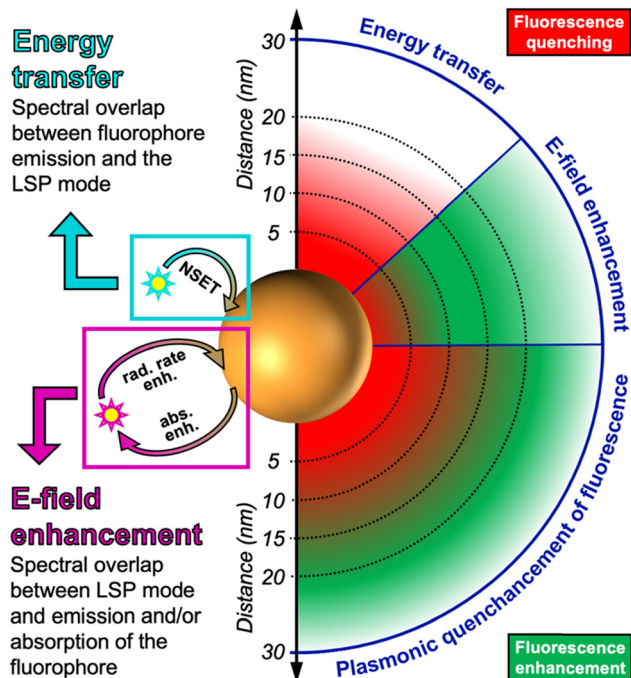 Energy
transfer
Spectral overlap
between fluorophore
emission and the
LSP mode
NSET
rad. rate
enh.
abs.
enh.
E-field
enhancement
Spectral overlap
between LSP mode
and emission and/or
absorption of the
fluorophore
30
20
15
10
5
Distance (nm)
5
10
15
20
30
Distance (nm)
Fluorescence
quenching
Energy transfer
E-field enhancement
Plasmonic quenchancement of fluorescence
Fluorescence
enhancement